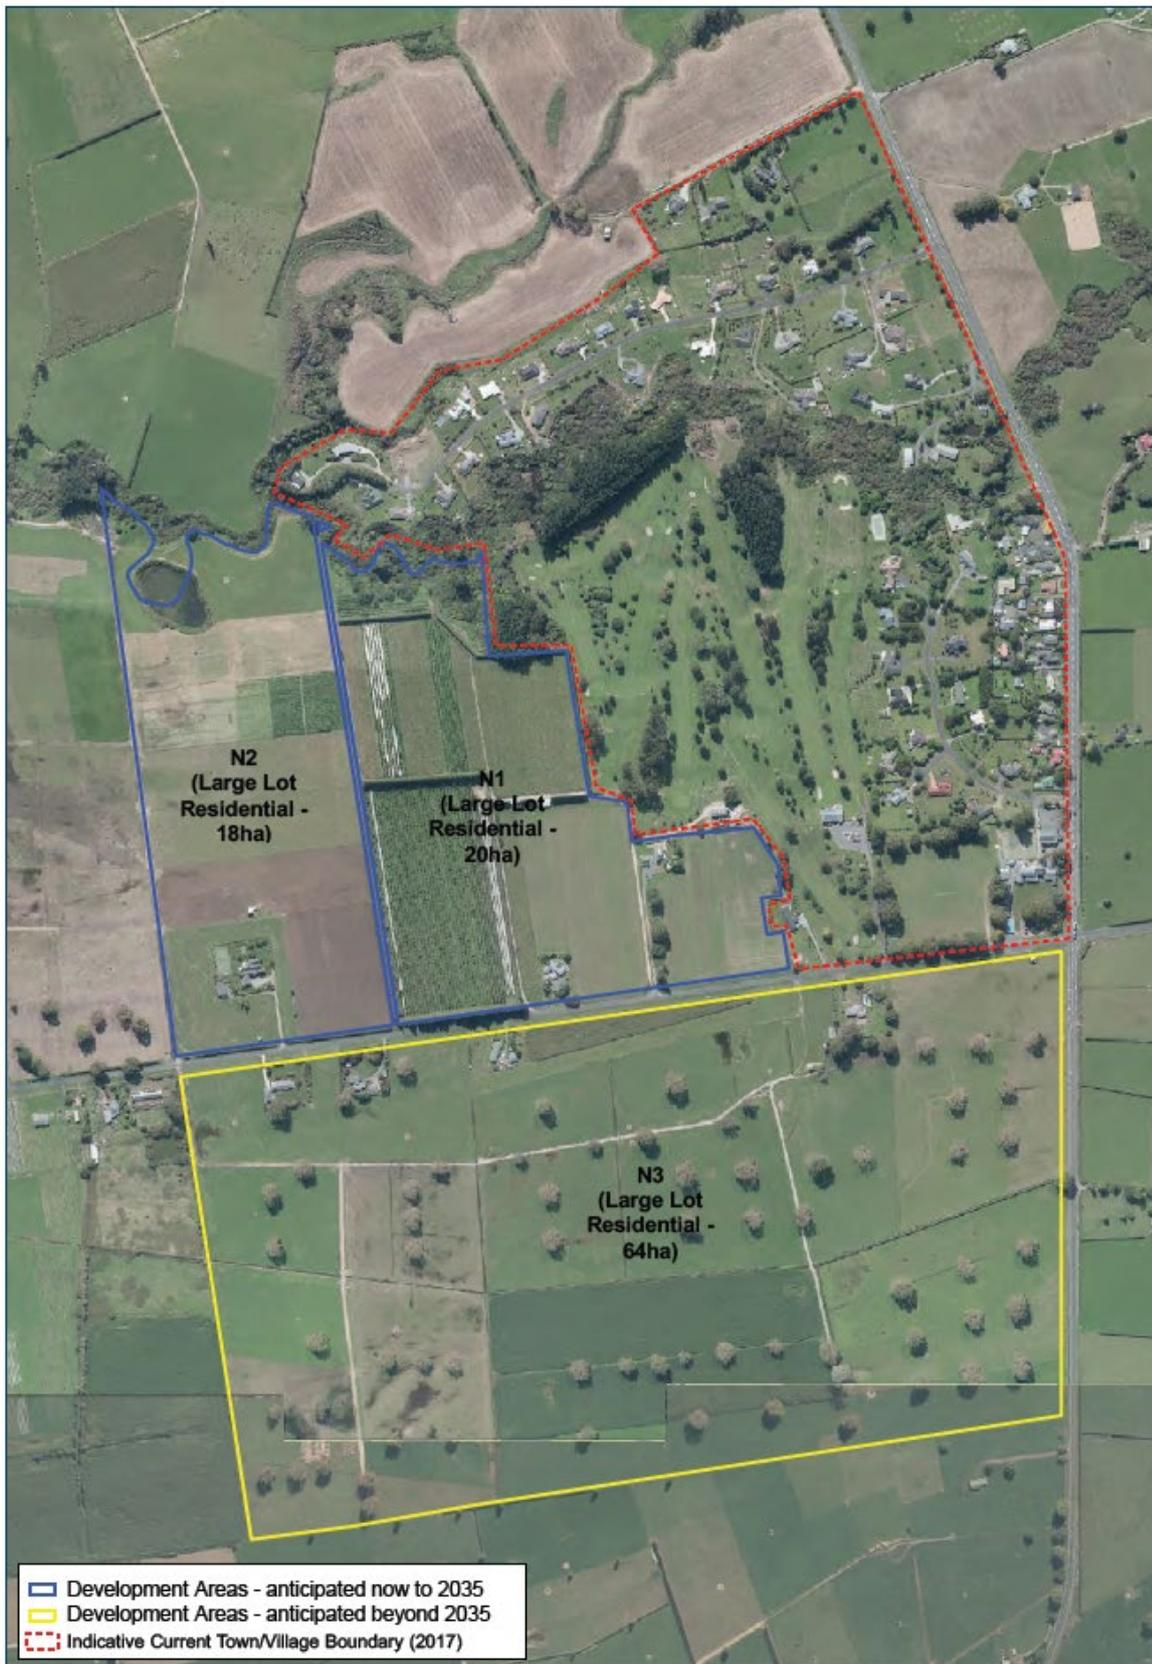 N2
(Large Lot
Residential -
18ha)
N1
(Large Lot
Residential -
20ha)
N3
(Large Lot
Residential -
64ha)
Development Areas - anticipated now to 2035
Development Areas - anticipated beyond 2035
Indicative Current Town/Village Boundary (2017)